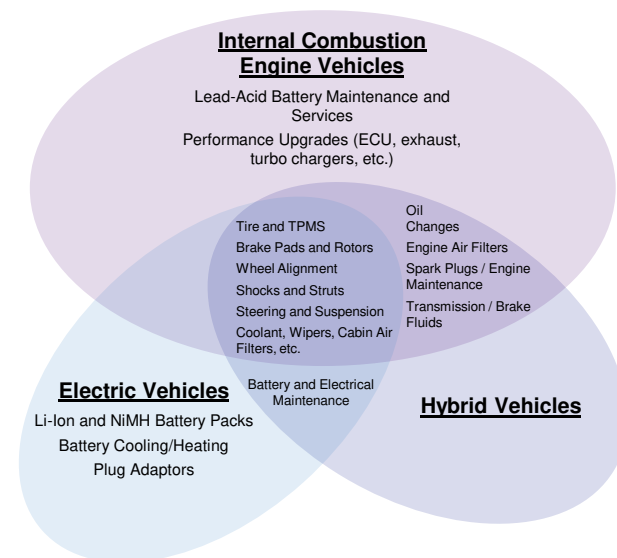 Internal Combustion
Engine Vehicles
Lead-Acid Battery Maintenance and
Services
Performance Upgrades (ECU, exhaust,
turbo chargers, etc.)
Tire and TPMS
Brake Pads and Rotors
Wheel Alignment
Shocks and Struts
Steering and Suspension
Coolant, Wipers, Cabin Air
Filters, etc.
Oil
Changes
Engine Air Filters
Spark Plugs / Engine
Maintenance
Transmission / Brake
Fluids
Battery and Electrical
Maintenance
Electric Vehicles
Li-Ion and NiMH Battery Packs
Battery Cooling/Heating
Plug Adaptors
Hybrid Vehicles